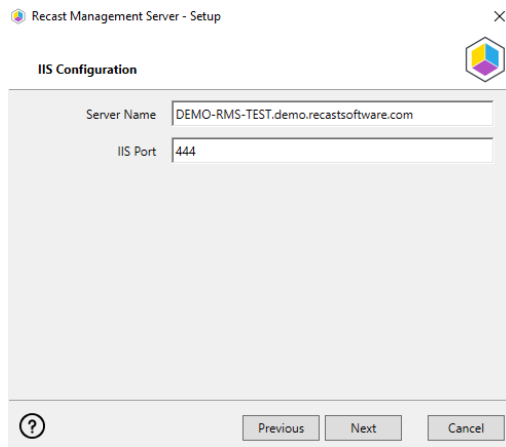 Recast Management Server - Setup
IIS Configuration
Server Name DEMO-RMS-TEST.demo.recastsoftware.com
IIS Port 444
? Previous Next Cancel